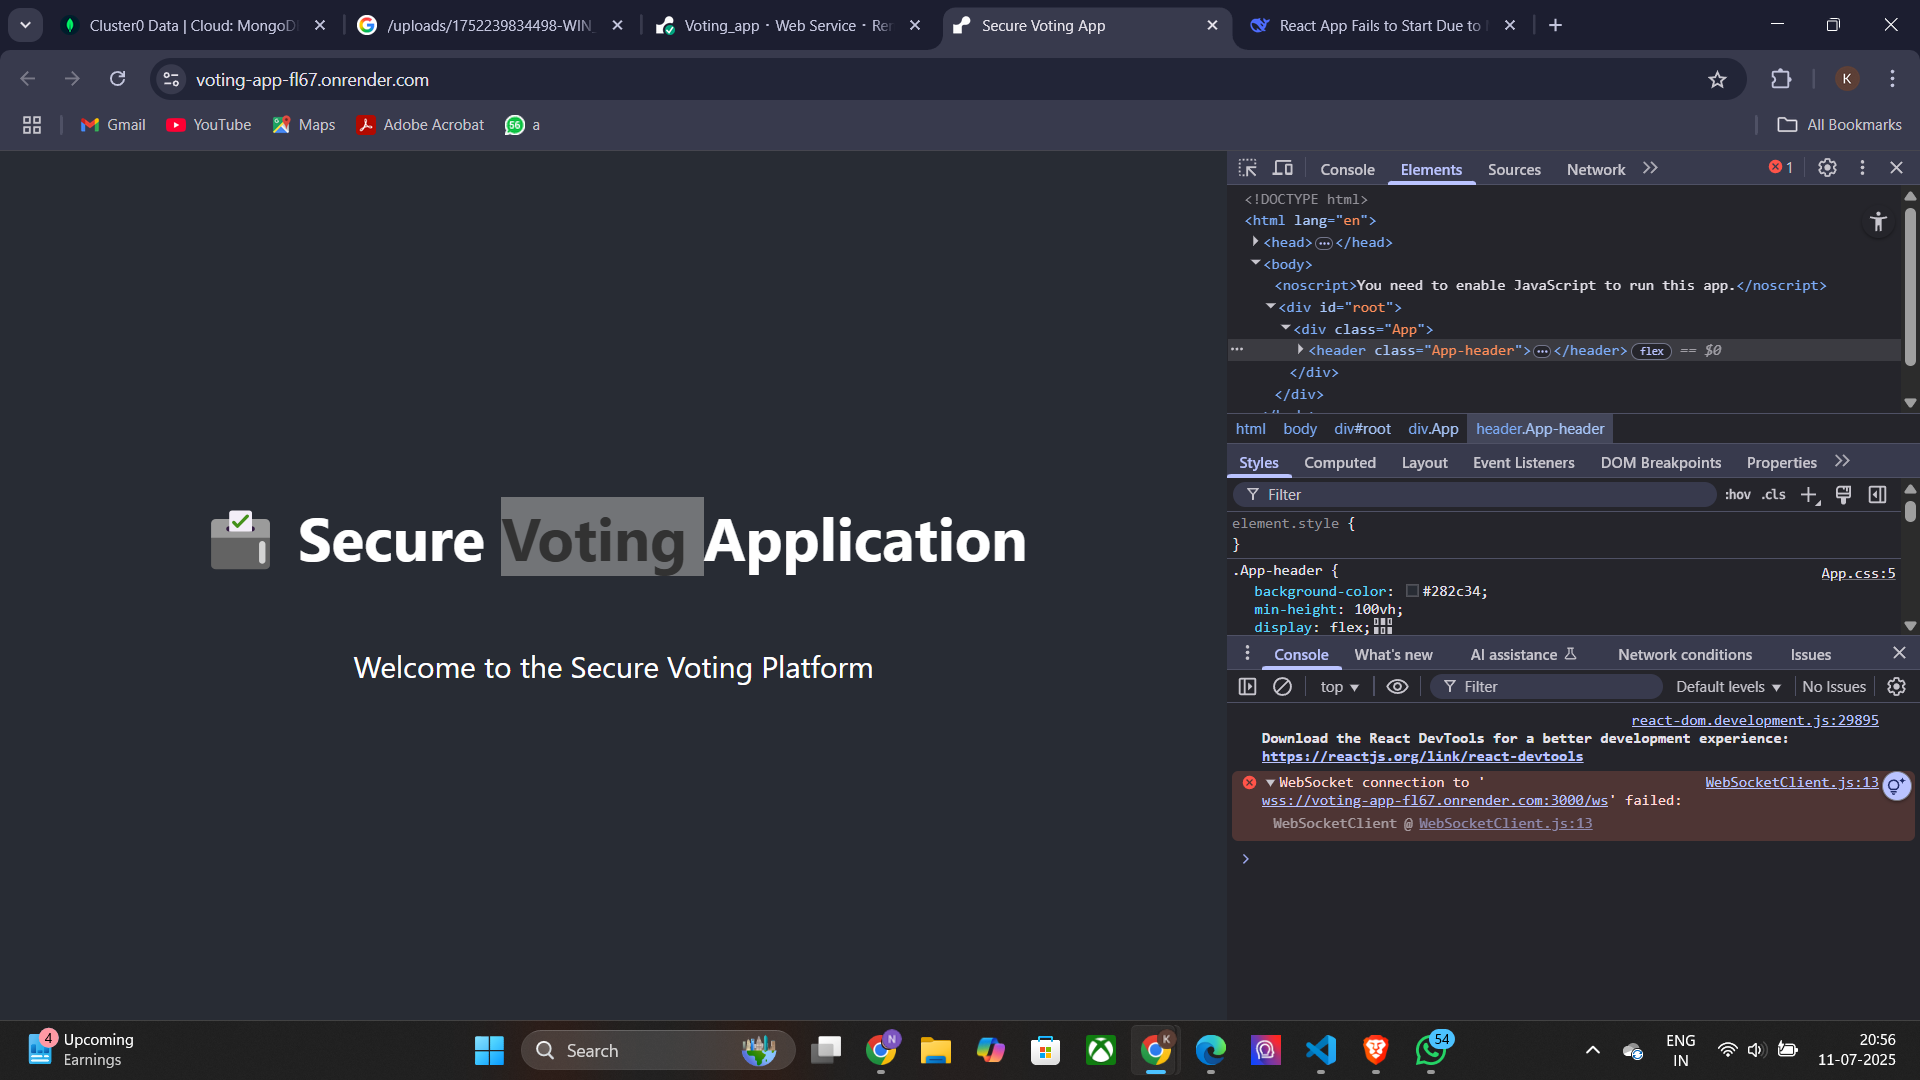 Cluster0 Data | Cloud: MongoD
/uploads/1752239834498-WIN_
Voting_app · Web Service · Ren
Secure Voting App
React App Fails to Start Due to
voting-app-fl67.onrender.com
K
Gmail
YouTube
Maps
Adobe Acrobat
56
a
All Bookmarks
Console
Elements
Sources
Network
1
<!DOCTYPE html>
<html lang="en">
<head> ••• </head>
<body>
<noscript>You need to enable JavaScript to run this app.</noscript>
<div id="root">
<div class="App">
••• <header class="App-header"> ••• </header> flex == $0
</div>
</div>
html body div#root div.App header.App-header
Styles Computed Layout Event Listeners DOM Breakpoints Properties
Filter
:hov .cls
element.style {
}
.App-header {
App.css:5
background-color: #282c34;
min-height: 100vh;
display: flex;
Secure Voting Application
Welcome to the Secure Voting Platform
Console What's new AI assistance Network conditions Issues
top
Filter
Default levels
No Issues
react-dom.development.js:29895
Download the React DevTools for a better development experience:
https://reactjs.org/link/react-devtools
WebSocket connection to '
WebSocketClient.js:13
wss://voting-app-fl67.onrender.com:3000/ws' failed:
WebSocketClient @ WebSocketClient.js:13
4
Upcoming
Earnings
Search
N
K
54
ENG
IN
20:56
11-07-2025